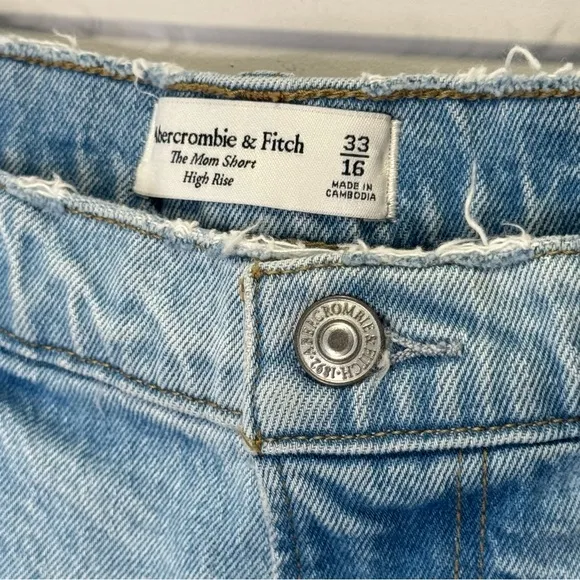 Abercrombie & Fitch
The Mom Short
High Rise
33
16
MADE IN
CAMBODIA
ABERCROMBIE & FITCH · 1892 ·